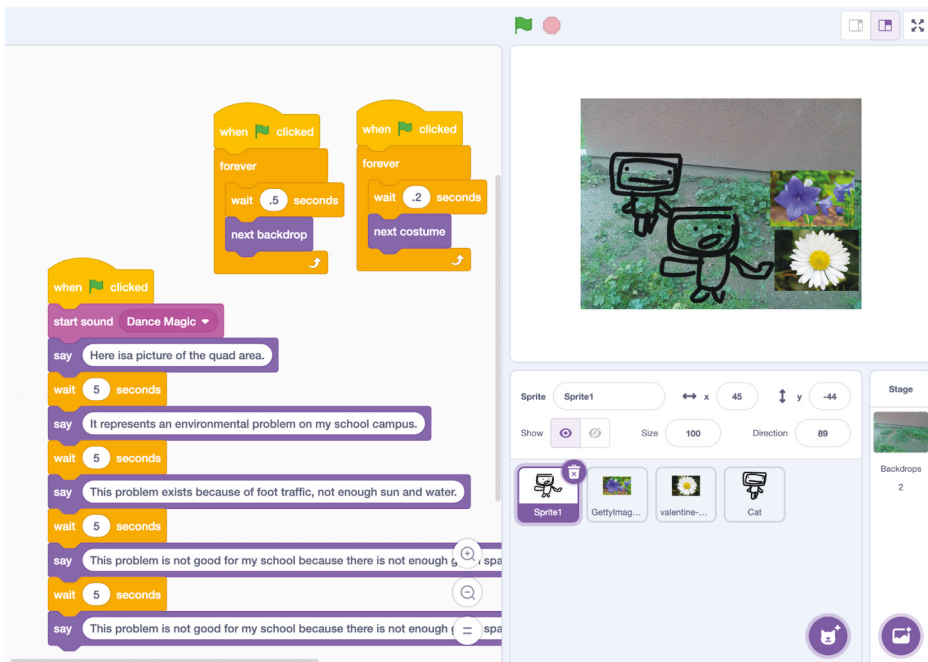 when clicked
forever
wait .5 seconds
next backdrop
when clicked
forever
wait .2 seconds
next costume
when clicked
start sound Dance Magic
say Here isa picture of the quad area.
wait 5 seconds
say It represents an environmental problem on my school campus.
wait 5 seconds
say This problem exists because of foot traffic, not enough sun and water.
wait 5 seconds
say This problem is not good for my school because there is not enough
wait 5 seconds
say This problem is not good for my school because there is not enough
Sprite Sprite1 x 45 y -44
Show Size 100 Direction 89
Sprite1 GettyImag... valentine-... Cat
Stage
Backdrops
2